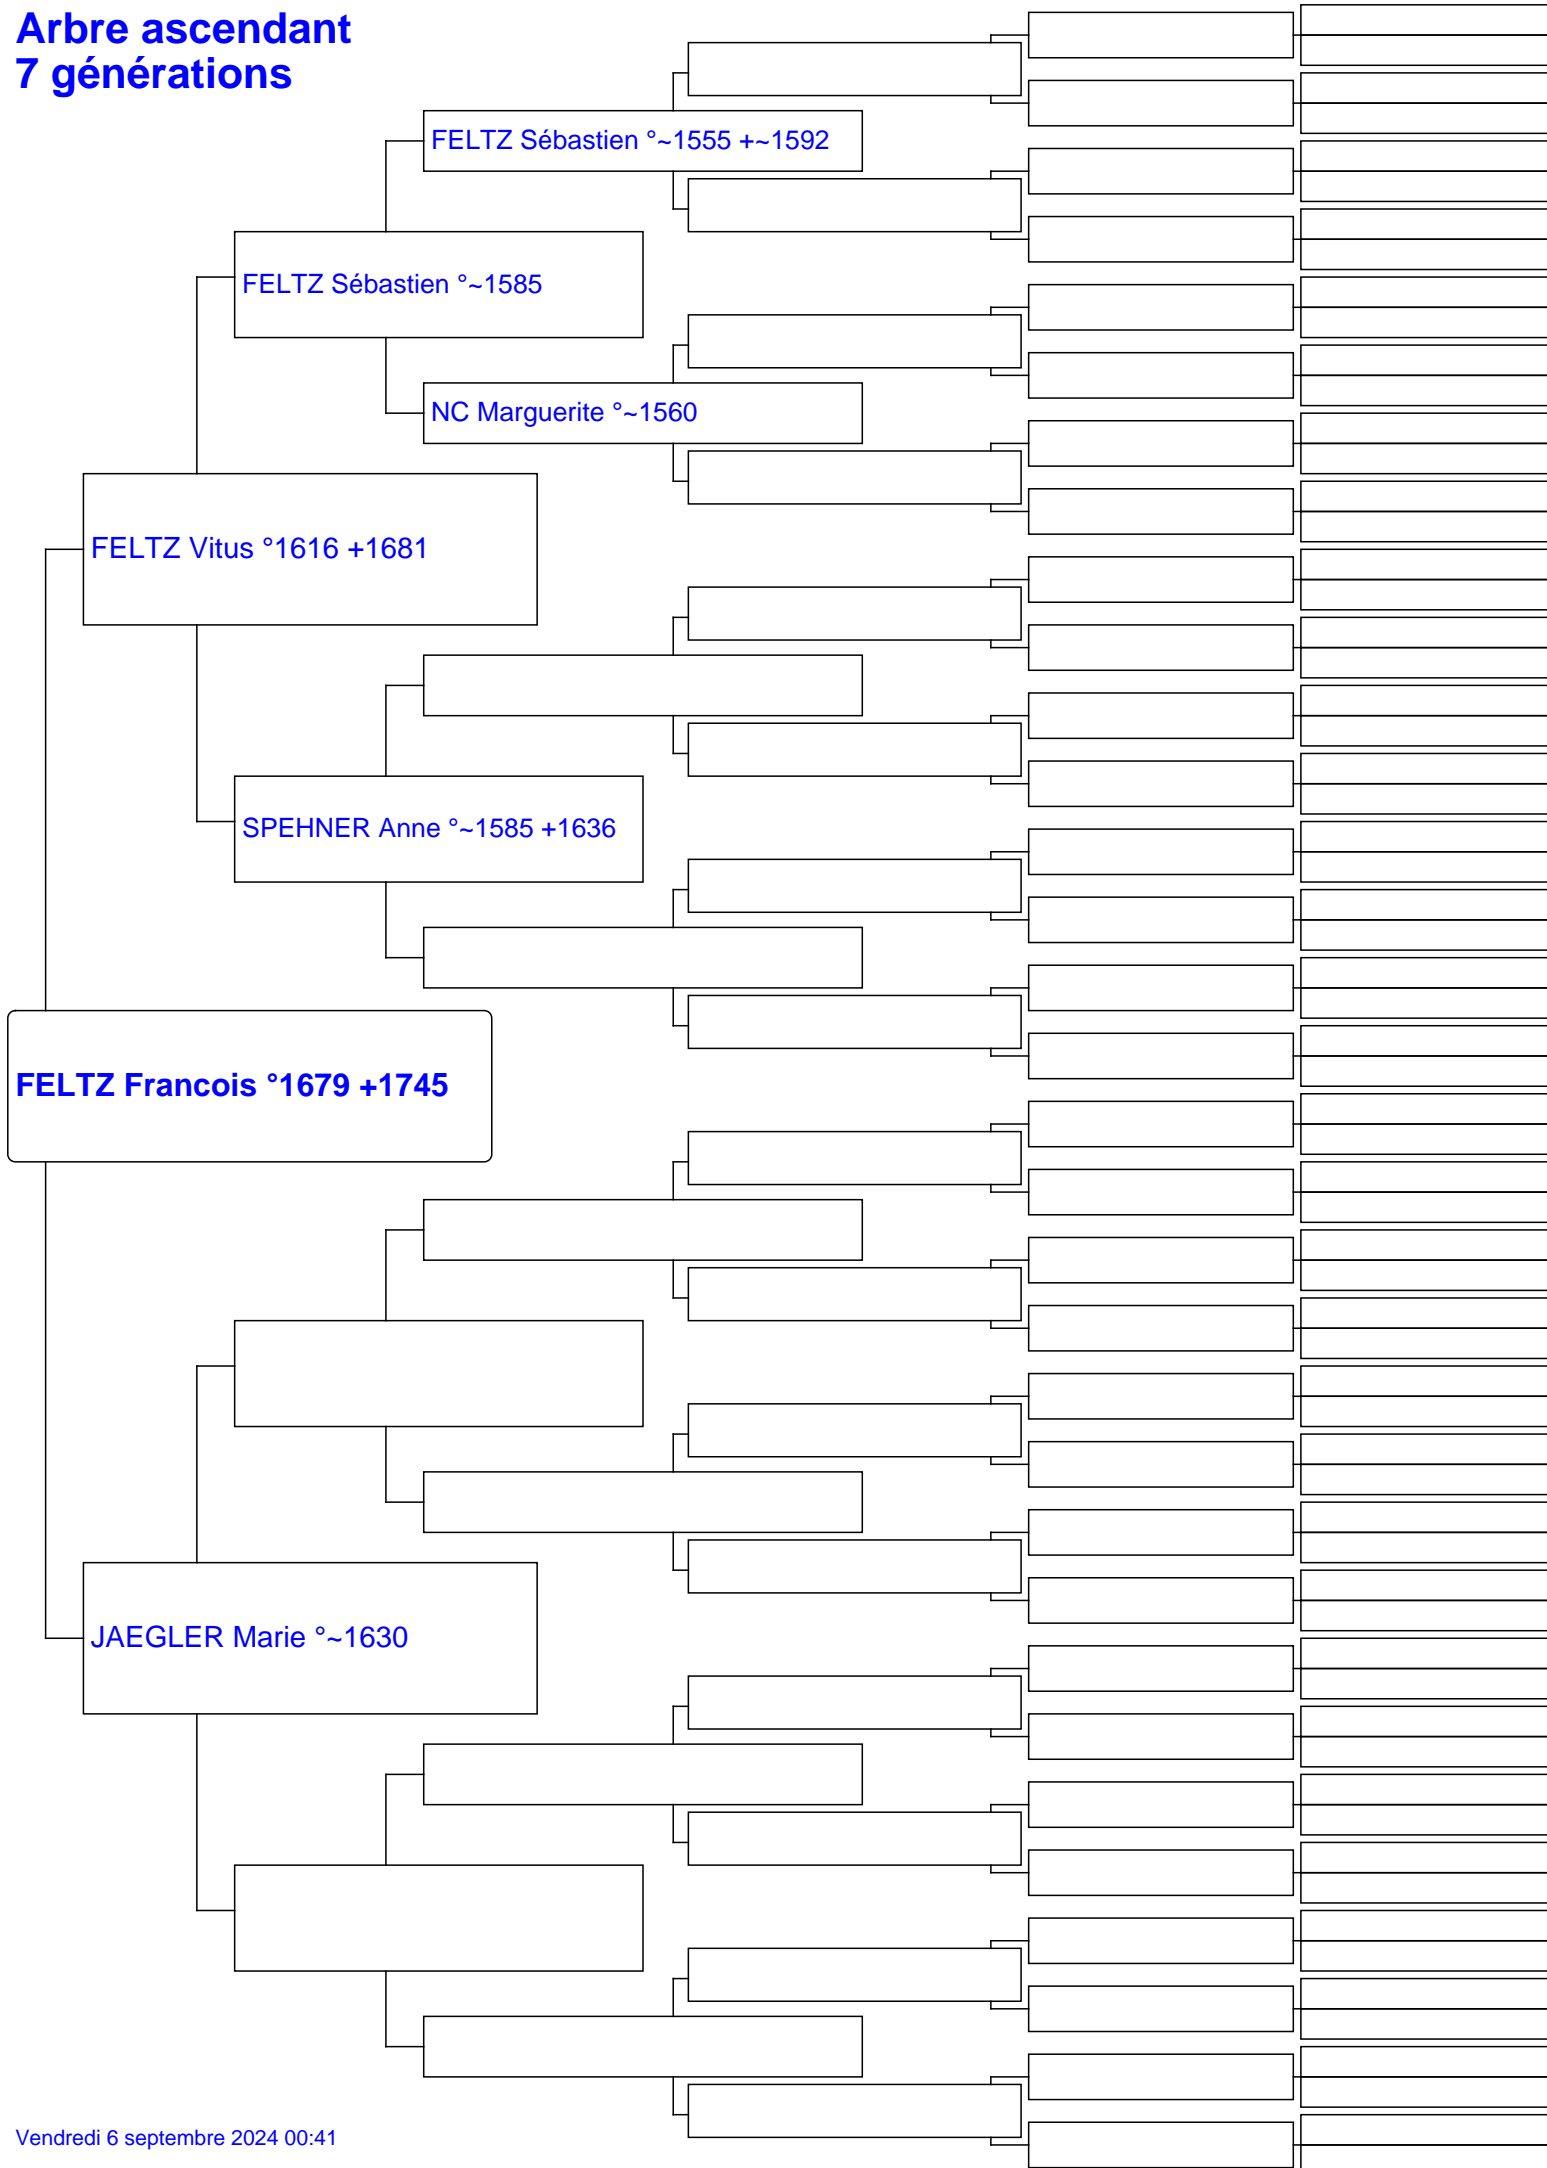 Arbre ascendant
7 générations
FELTZ Sébastien °~1555 +~1592
FELTZ Sébastien °~1585
NC Marguerite °~1560
FELTZ Vitus °1616 +1681
SPEHNER Anne °~1585 +1636
FELTZ Francois °1679 +1745
JAEGLER Marie °~1630
Vendredi 6 septembre 2024 00:41